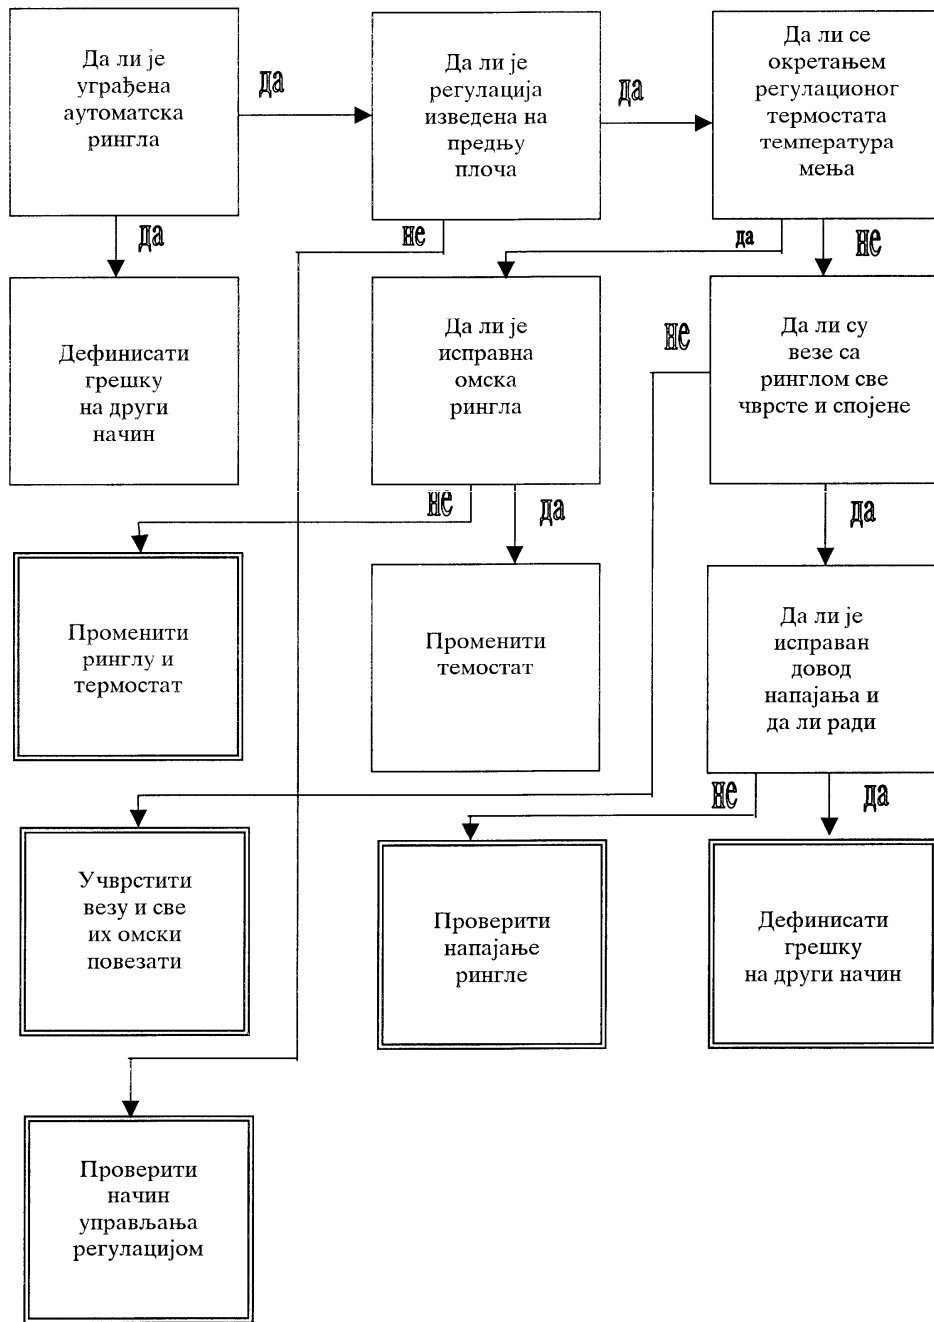 Да ли је
уграђена
аутоматска
рингла
да
Да ли је
регулација
изведена на
предњу
плоча
да
Да ли се
окретањем
регулационог
термостата
температура
мења
да
не
да
не
Дефинисати
грешку
на други
начин
Да ли је
исправна
омска
рингла
не
Да ли су
везе са
ринглом све
чврсте и спојене
не
да
да
Променити
ринглу и
термостат
Променити
темостат
Да ли је
исправан
довод
напајања и
да ли ради
не
да
Учврстити
везу и све
их омски
повезати
Проверити
напајање
рингле
Дефинисати
грешку
на други начин
Проверити
начин
управљања
регулацијом